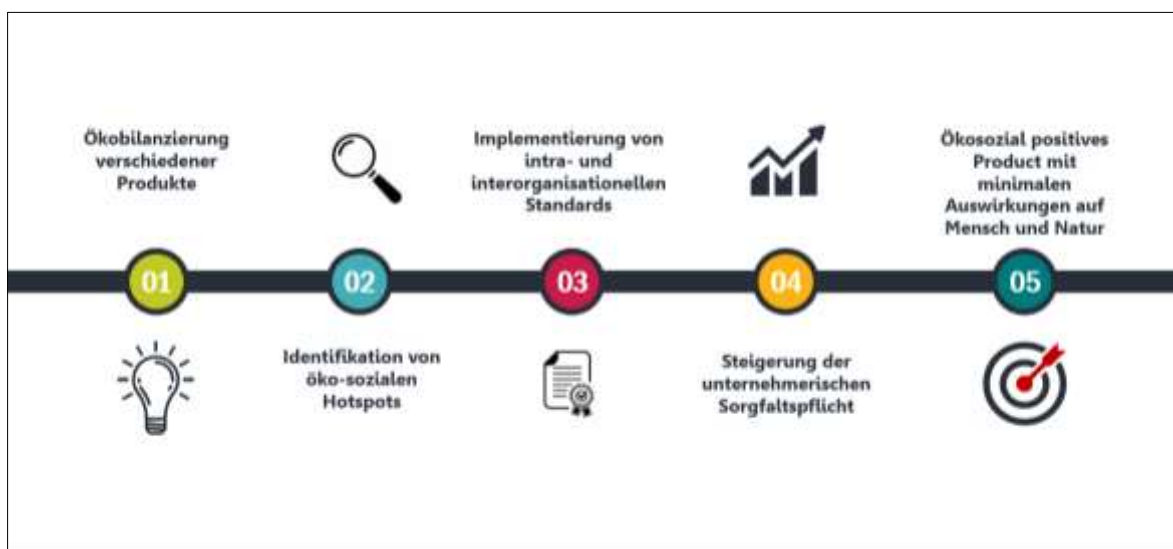 Ökobilanzierung
verschiedener
Produkte
01
02
Identifikation von
öko-sozialen
Hotspots
Implementierung von
intra- und
interorganisationellen
Standards
03
04
Steigerung der
unternehmerischen
Sorgfaltspflicht
Ökosozial positives
Product mit
minimalen
Auswirkungen auf
Mensch und Natur
05